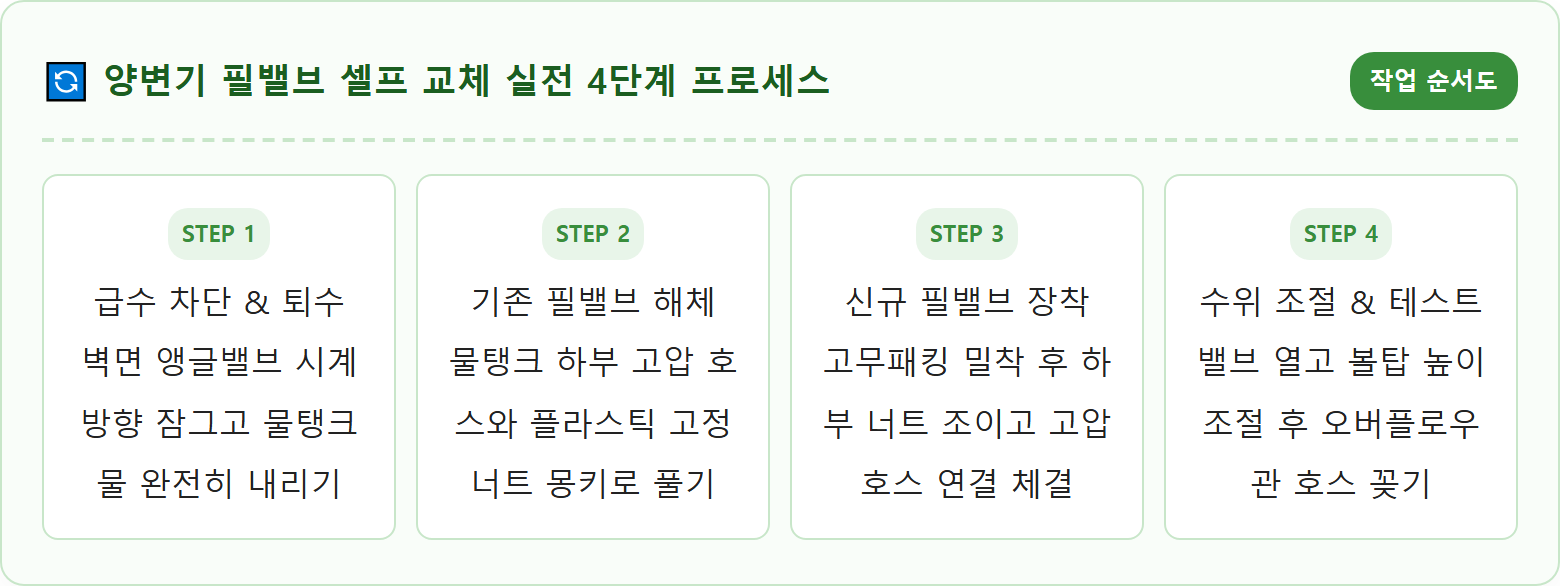 🔄 양변기 필밸브 셀프 교체 실전 4단계 프로세스
작업 순서도
STEP 1
급수 차단 & 퇴수
벽면 앵글밸브 시계
방향 잠그고 물탱크
물 완전히 내리기
STEP 2
기존 필밸브 해체
물탱크 하부 고압 호
스와 플라스틱 고정
너트 몽키로 풀기
STEP 3
신규 필밸브 장착
고무패킹 밀착 후 하
부 너트 조이고 고압
호스 연결 체결
STEP 4
수위 조절 & 테스트
밸브 열고 볼탑 높이
조절 후 오버플로우
관 호스 꽂기